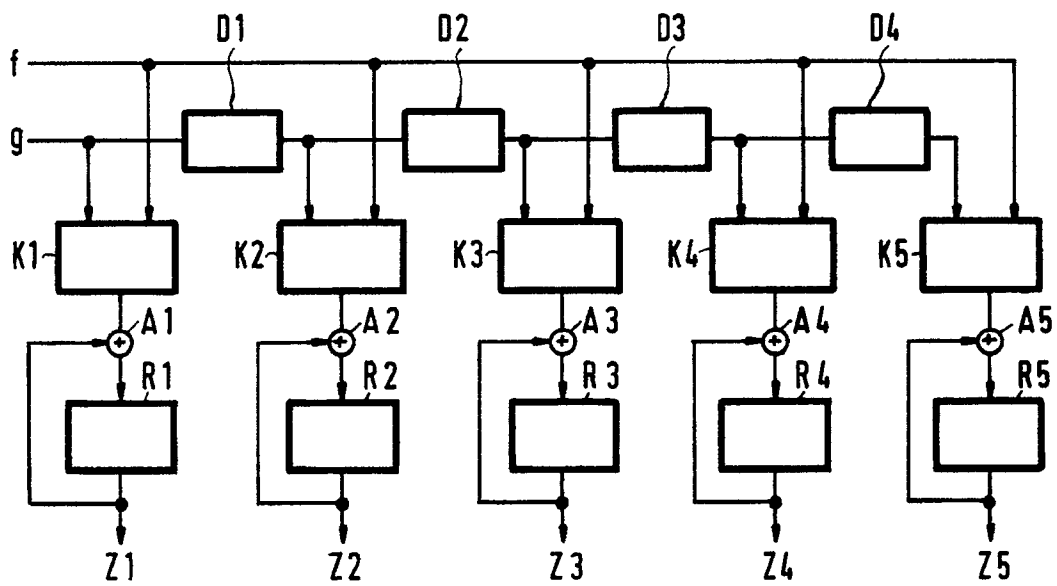 D1 D2 D3 D4
f
g
K1 K2 K3 K4 K5
A1 A2 A3 A4 A5
R1 R2 R3 R4 R5
Z1 Z2 Z3 Z4 Z5